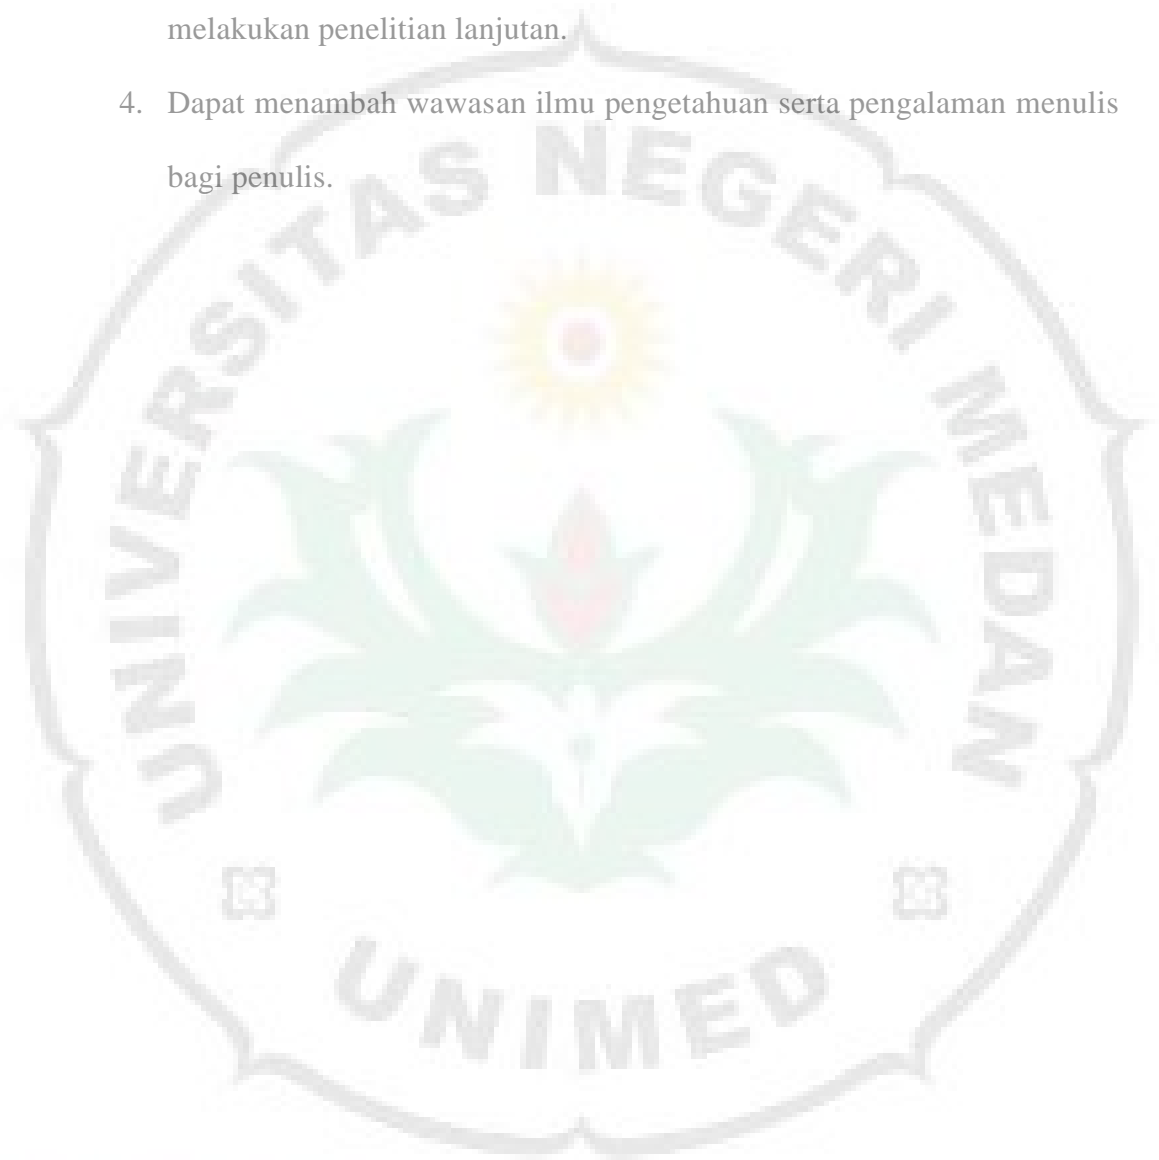 melakukan penelitian lanjutan.
4. Dapat menambah wawasan ilmu pengetahuan serta pengalaman menulis
bagi penulis.
UNIVERSITAS NEGERI MEDAN
UNIMED